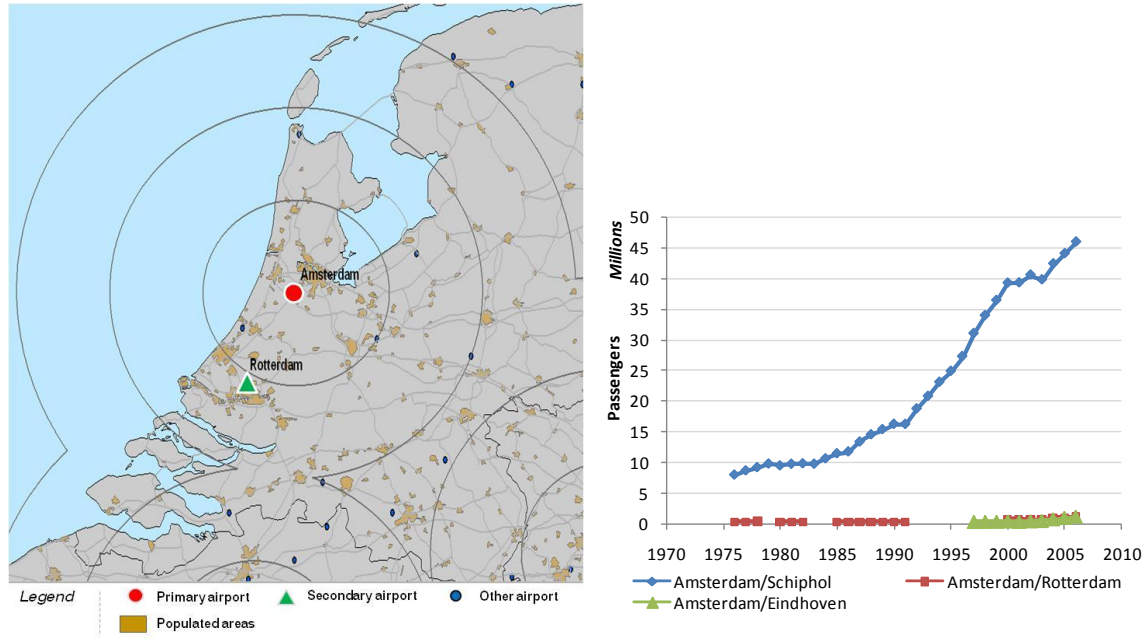 Amsterdam
Rotterdam
Legend
Primary airport
Secondary airport
Other airport
Populated areas
Passengers
Millions
50
45
40
35
30
25
20
15
10
5
0
1970 1975 1980 1985 1990 1995 2000 2005 2010
Amsterdam/Schiphol
Amsterdam/Rotterdam
Amsterdam/Eindhoven